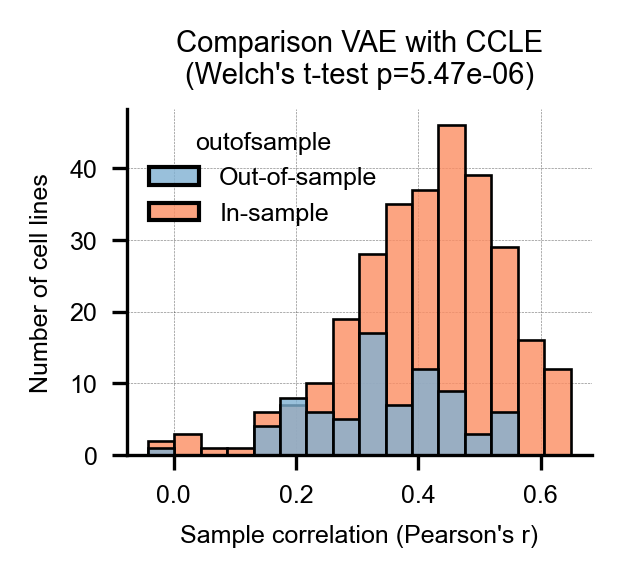 Comparison VAE with CCLE
(Welch's t-test p=5.47e-06)
outofsample
Out-of-sample
In-sample
Number of cell lines
40
30
20
10
0
0.0 0.2 0.4 0.6
Sample correlation (Pearson's r)